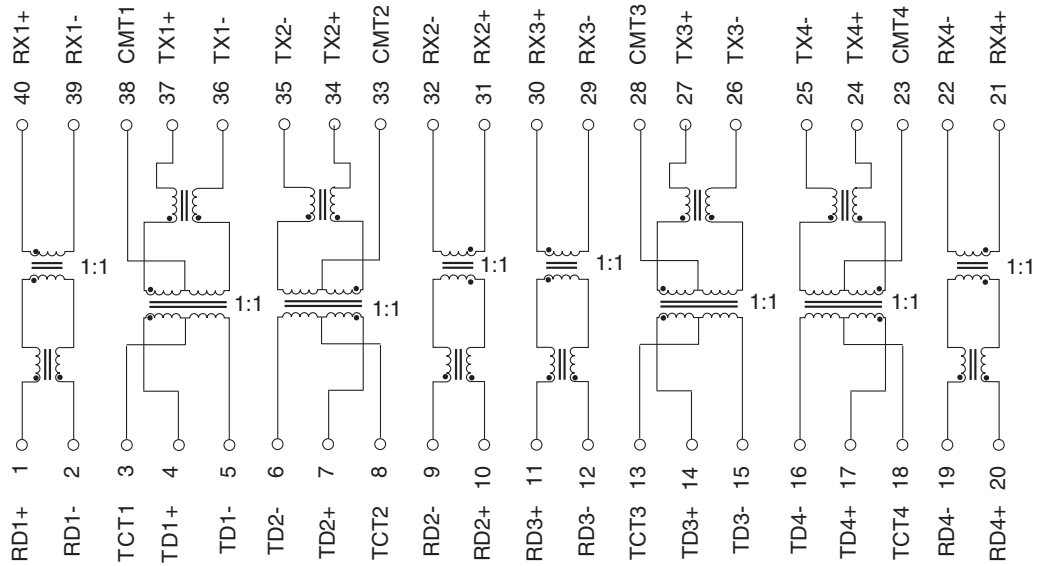 RX1+ RX1- CMT1 TX1+ TX1- TX2- TX2+ CMT2 RX2- RX2+ RX3+ RX3- CMT3 TX3+ TX3- TX4- TX4+ CMT4 RX4- RX4+
40 39 38 37 36 35 34 33 32 31 30 29 28 27 26 25 24 23 22 21
1:1 1:1 1:1 1:1 1:1 1:1 1:1 1:1
1 2 3 4 5 6 7 8 9 10 11 12 13 14 15 16 17 18 19 20
RD1+ RD1- TCT1 TD1+ TD1- TD2- TD2+ TCT2 RD2- RD2+ RD3+ RD3- TCT3 TD3+ TD3- TD4- TD4+ TCT4 RD4- RD4+